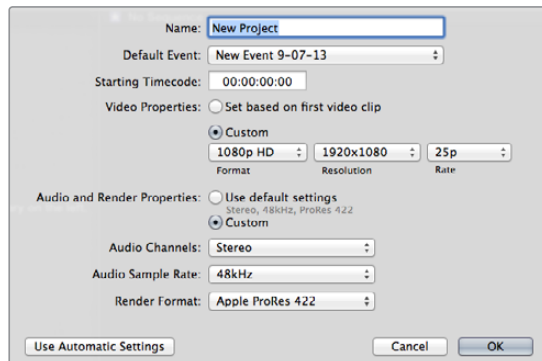 Name: New Project
Default Event: New Event 9-07-13
Starting Timecode: 00:00:00:00
Video Properties: Set based on first video clip
Custom
1080p HD 1920x1080 25p
Format Resolution Rate
Audio and Render Properties: Use default settings
Stereo, 48kHz, ProRes 422
Custom
Audio Channels: Stereo
Audio Sample Rate: 48kHz
Render Format: Apple ProRes 422
Use Automatic Settings Cancel OK